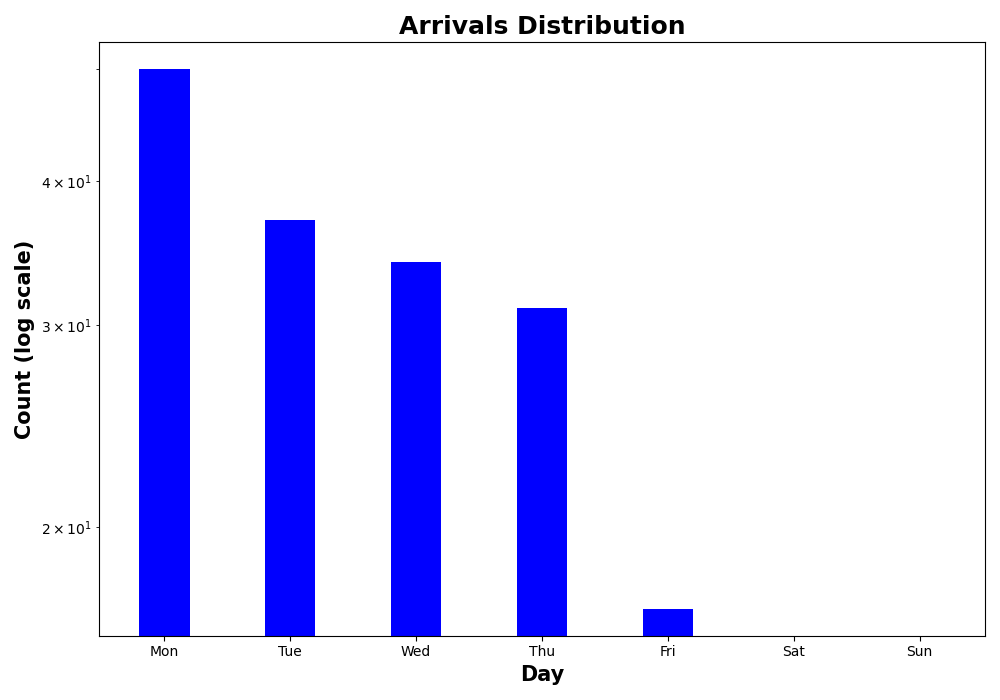 Arrivals Distribution
Count (log scale)
4 × 10¹
3 × 10¹
2 × 10¹
Mon Tue Wed Thu Fri Sat Sun
Day